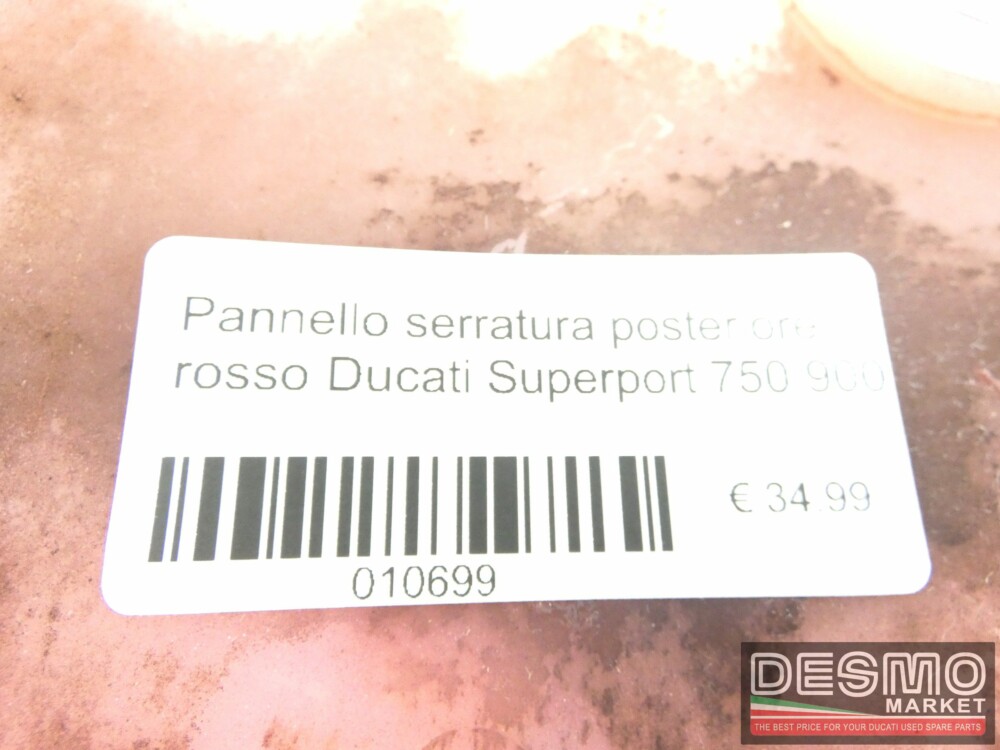 Pannello serratura posteriore
rosso Ducati Superport 750 900
€ 34.99
010699
DESMO
MARKET
THE BEST PRICE FOR YOUR DUCATI USED SPARE PARTS